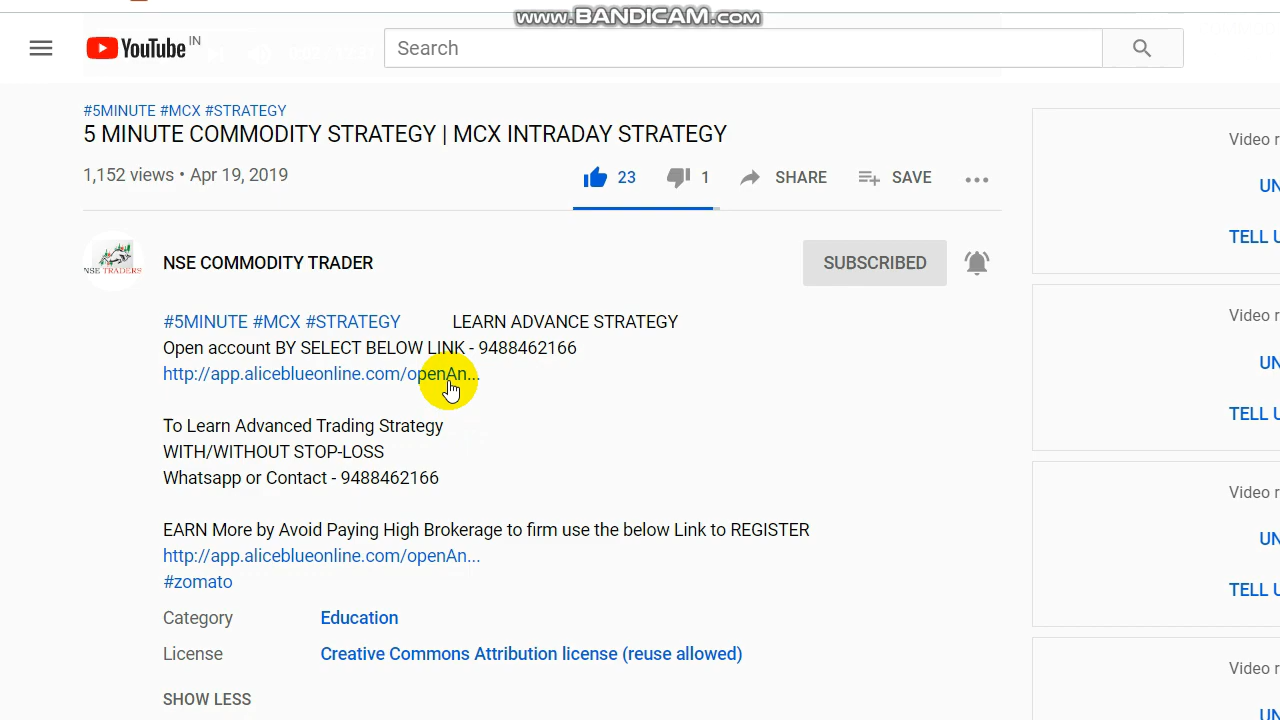 www.BANDICAM.com
YouTube IN
Search
#5MINUTE #MCX #STRATEGY
5 MINUTE COMMODITY STRATEGY | MCX INTRADAY STRATEGY
1,152 views • Apr 19, 2019
23 1 SHARE SAVE
NSE TRADERS
NSE COMMODITY TRADER
SUBSCRIBED
#5MINUTE #MCX #STRATEGY LEARN ADVANCE STRATEGY
Open account BY SELECT BELOW LINK - 9488462166
http://app.aliceblueonline.com/openAn...
To Learn Advanced Trading Strategy
WITH/WITHOUT STOP-LOSS
Whatsapp or Contact - 9488462166
EARN More by Avoid Paying High Brokerage to firm use the below Link to REGISTER
http://app.aliceblueonline.com/openAn...
#zomato
Category Education
License Creative Commons Attribution license (reuse allowed)
SHOW LESS
Video r
UN
TELL U
Video r
UN
TELL U
Video r
UN
TELL U
Video r
UN